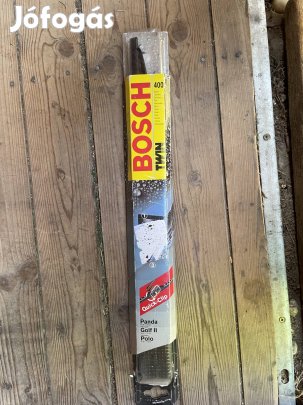 Jófogás
BOSCH
400
TWIN
Quick-Clip
Panda
Golf II
Polo